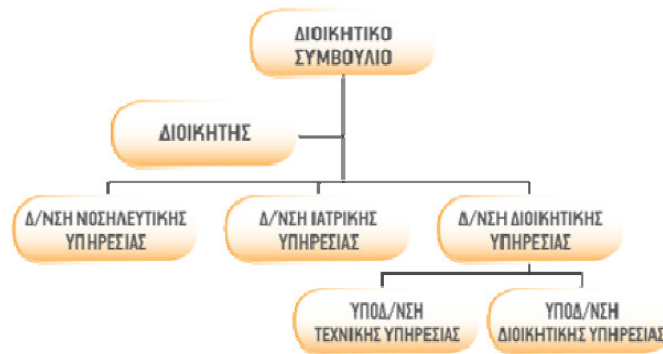 ΔΙΟΙΚΗΤΙΚΟ
ΣΥΜΒΟΥΛΙΟ
ΔΙΟΙΚΗΤΗΣ
Δ/ΝΣΗ ΝΟΣΗΛΕΥΤΙΚΗΣ
ΥΠΗΡΕΣΙΑΣ
Δ/ΝΣΗ ΙΑΤΡΙΚΗΣ
ΥΠΗΡΕΣΙΑΣ
Δ/ΝΣΗ ΔΙΟΙΚΗΤΙΚΗΣ
ΥΠΗΡΕΣΙΑΣ
ΥΠΟΔ/ΝΣΗ
ΤΕΧΝΙΚΗΣ ΥΠΗΡΕΣΙΑΣ
ΥΠΟΔ/ΝΣΗ
ΔΙΟΙΚΗΤΙΚΗΣ ΥΠΗΡΕΣΙΑΣ